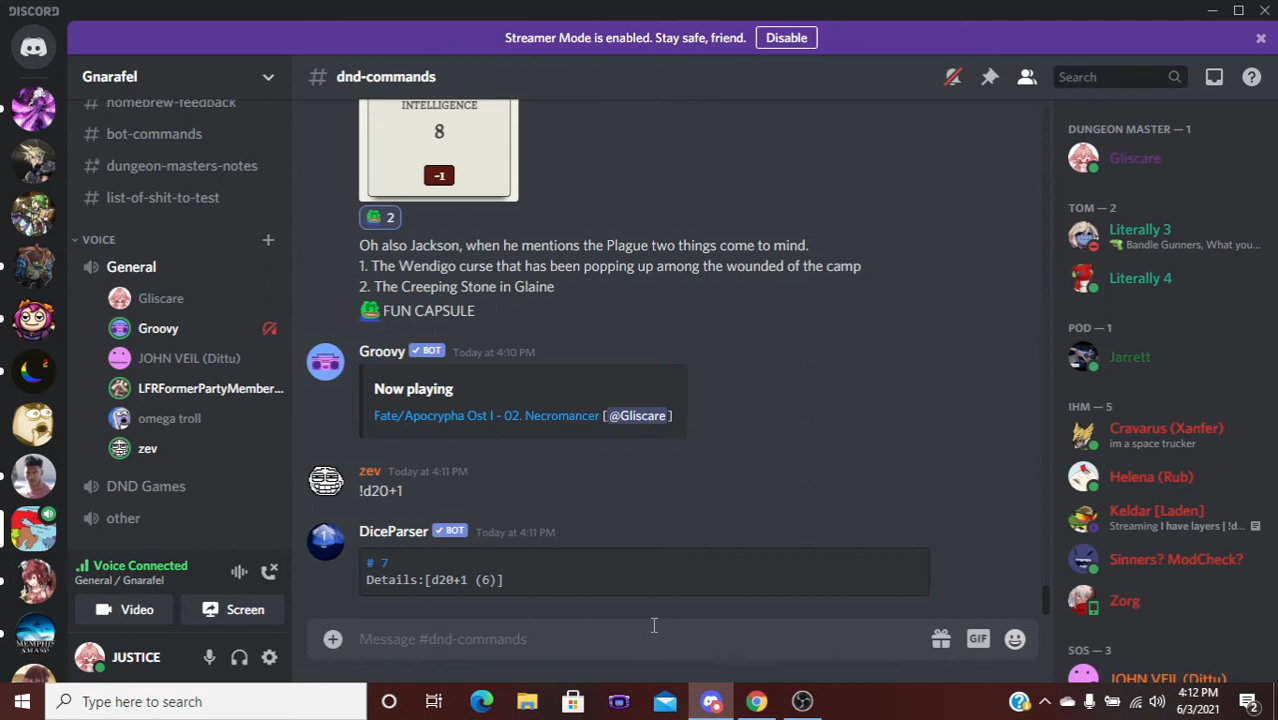 DISCORD
Streamer Mode is enabled. Stay safe, friend. Disable
Gnarafel
homebrew-feedback
bot-commands
dungeon-masters-notes
list-of-shit-to-test
VOICE
General
Gliscare
Groovy
JOHN VEIL (Dittu)
LFRFormerPartyMember...
omega troll
zev
DND Games
other
Voice Connected
General / Gnarafel
Video
Screen
JUSTICE
# dnd-commands
Search
INTELLIGENCE
8
-1
2
Oh also Jackson, when he mentions the Plague two things come to mind.
1. The Wendigo curse that has been popping up among the wounded of the camp
2. The Creeping Stone in Glaine
FUN CAPSULE
Groovy BOT Today at 4:10 PM
Now playing
Fate/Apocrypha Ost I - 02. Necromancer [@Gliscare]
zev Today at 4:11 PM
!d20+1
DiceParser BOT Today at 4:11 PM
# 7
Details:[d20+1 (6)]
Message #dnd-commands
GIF
DUNGEON MASTER — 1
Gliscare
TOM — 2
Literally 3
Bandle Gunners, What you...
Literally 4
POD — 1
Jarrett
IHM — 5
Cravarus (Xanfer)
im a space trucker
Helena (Rub)
Keldar [Laden]
Streaming I have layers | !d...
Sinners? ModCheck?
Zorg
SOS — 3
JOHN VEIL (Dittu)
Type here to search
4:12 PM
6/3/2021
2